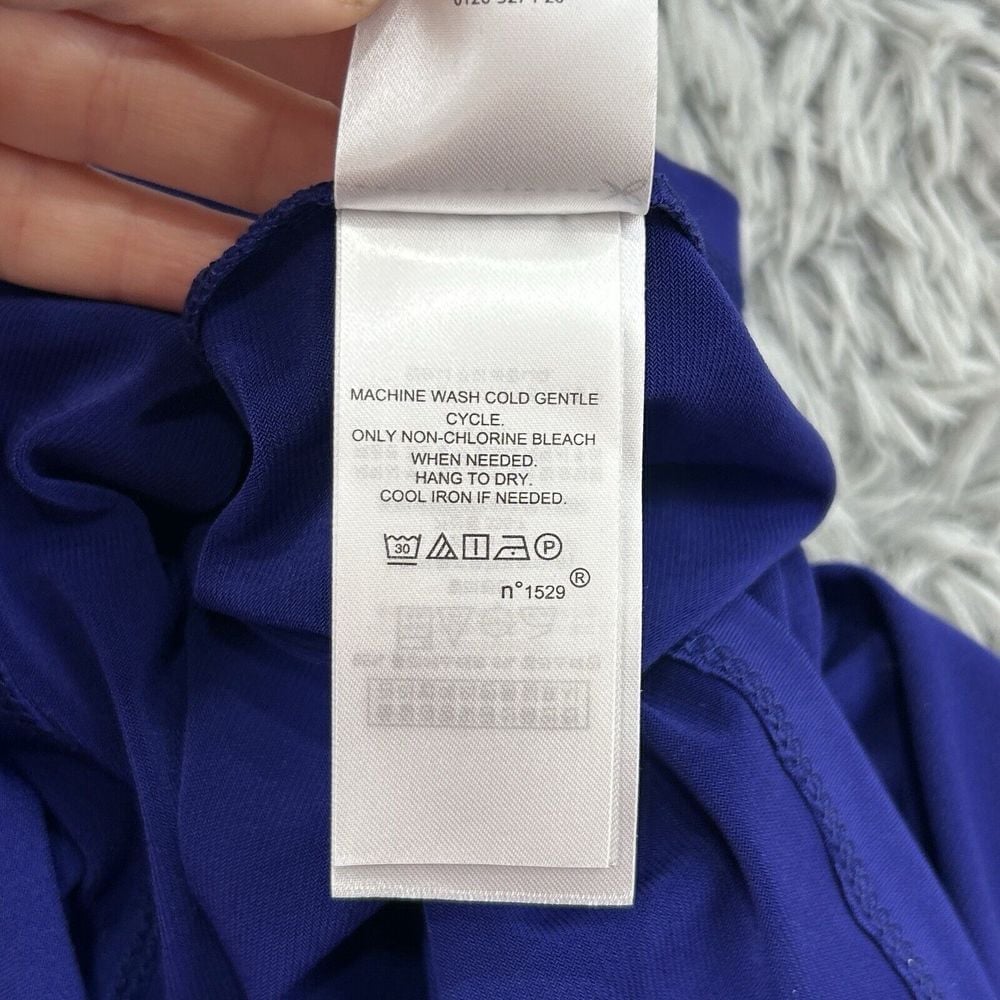 MACHINE WASH COLD GENTLE
CYCLE.
ONLY NON-CHLORINE BLEACH
WHEN NEEDED.
HANG TO DRY.
COOL IRON IF NEEDED.
30 P
n°1529®